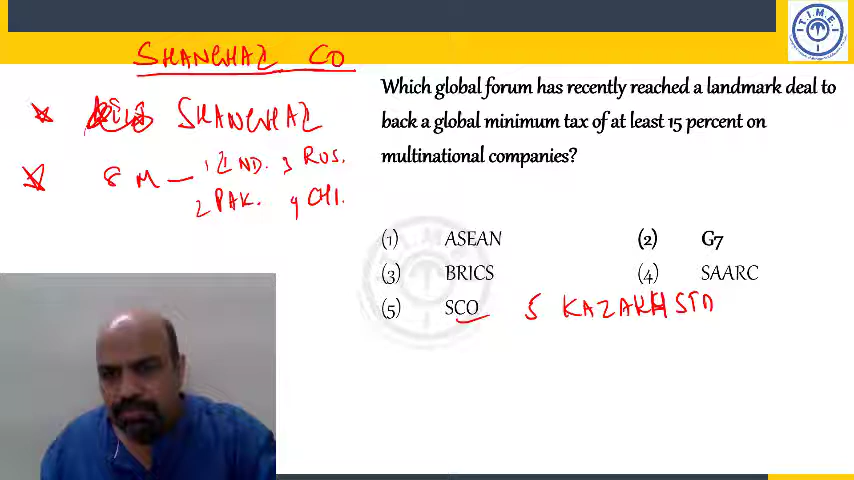 T.I.M.E.
SHANGHAI CO
SHANGHAI
8 M — 1 IND. 3 RUS.
2 PAK. 4 CHI.
Which global forum has recently reached a landmark deal to
back a global minimum tax of at least 15 percent on
multinational companies?
(1) ASEAN (2) G7
(3) BRICS (4) SAARC
(5) SCO 5 KAZAKHSTA